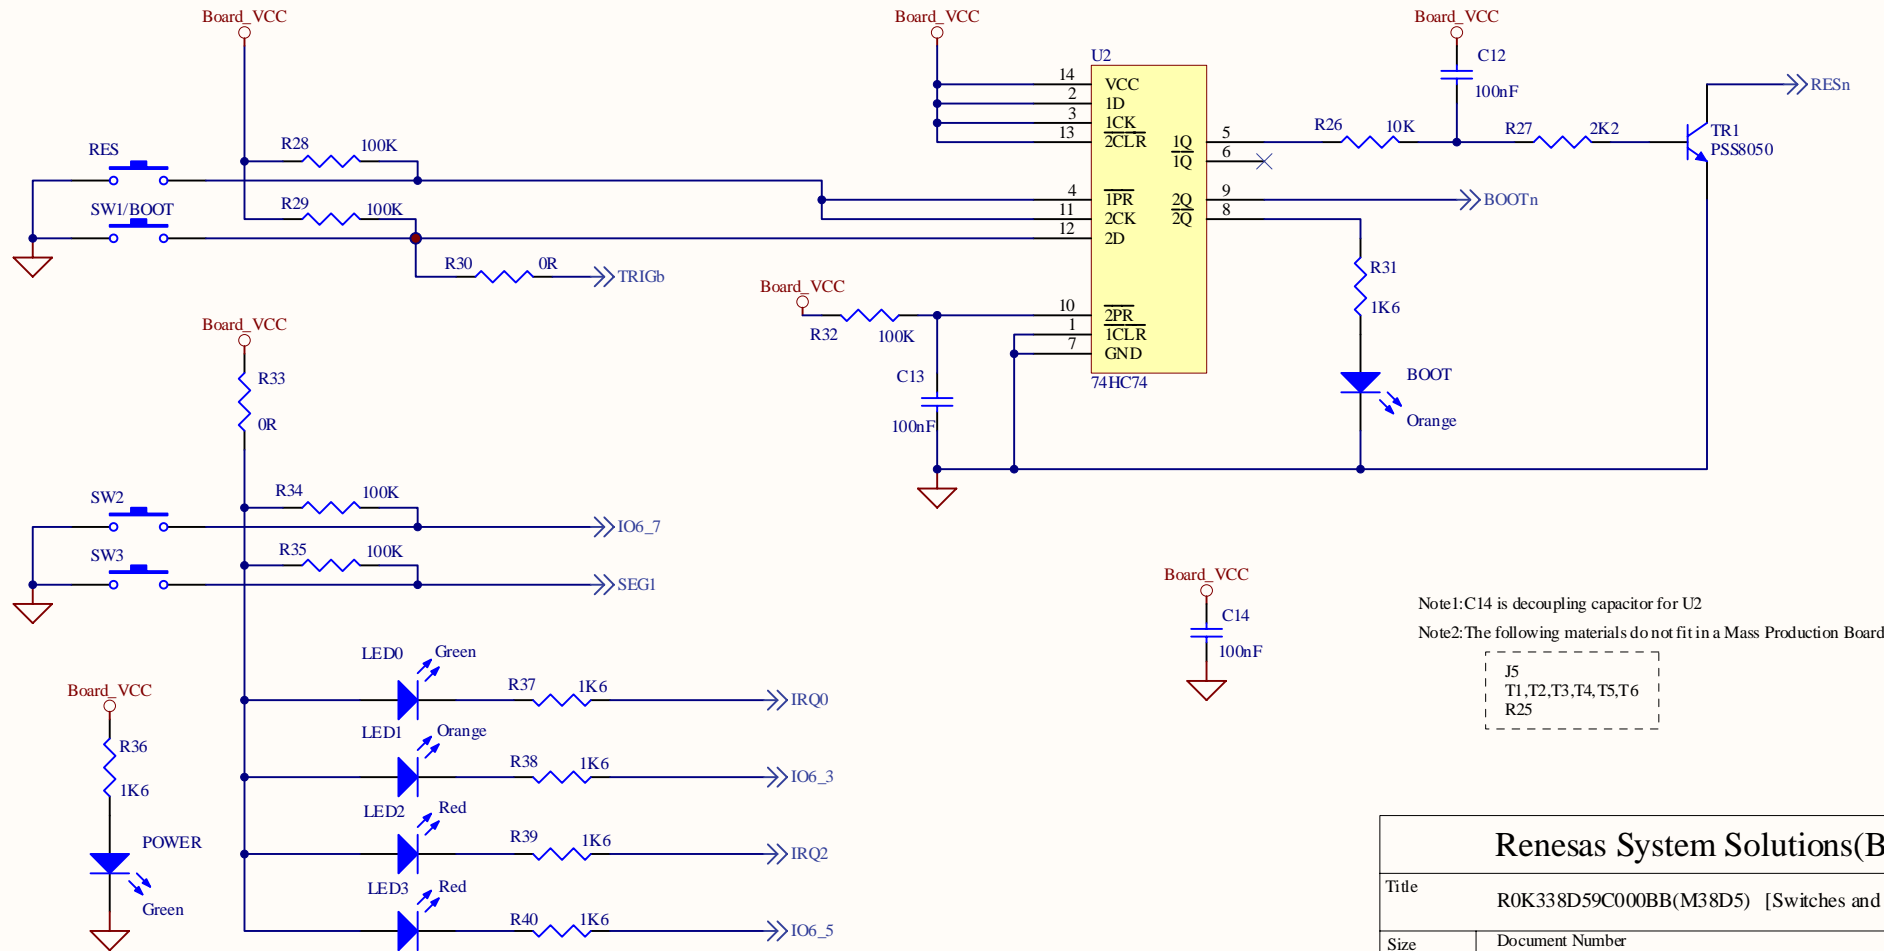 Board_VCC
Board_VCC
Board_VCC
U2
C12
100nF
14 VCC
2 1D
3 1CK
13 2CLR
1Q 5
1Q 6
4 1PR
11 2CK
12 2D
2Q 9
2Q 8
10 2PR
1 1CLR
7 GND
74HC74
R26 10K
R27 2K2
TR1
PSS8050
RESn
BOOTn
R28 100K
RES
R29 100K
SW1/BOOT
R30 0R
TRIGb
Board_VCC
R32 100K
C13
100nF
R31
1K6
BOOT
Orange
Board_VCC
R33
0R
R34 100K
SW2
IO6_7
R35 100K
SW3
SEG1
Board_VCC
C14
100nF
Note1:C14 is decoupling capacitor for U2
Note2:The following materials do not fit in a Mass Production Board
J5
T1,T2,T3,T4,T5,T6
R25
LED0 Green
R37 1K6
IRQ0
LED1 Orange
R38 1K6
IO6_3
LED2 Red
R39 1K6
IRQ2
LED3 Red
R40 1K6
IO6_5
Board_VCC
R36
1K6
POWER
Green
Renesas System Solutions(B
Title
R0K338D59C000BB(M38D5) [Switches and
Size
Document Number